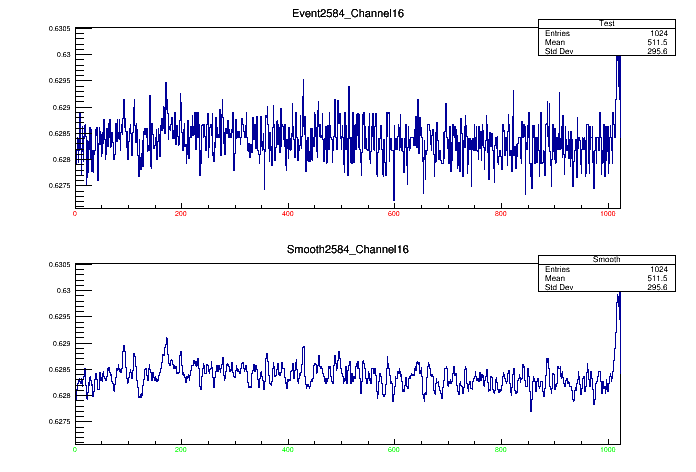 Event2584_Channel16
Test
Entries 1024
Mean 511.5
Std Dev 295.6
0.6305
0.63
0.6295
0.629
0.6285
0.628
0.6275
0 200 400 600 800 1000
Smooth2584_Channel16
Smooth
Entries 1024
Mean 511.5
Std Dev 295.6
0.6305
0.63
0.6295
0.629
0.6285
0.628
0.6275
0 200 400 600 800 1000